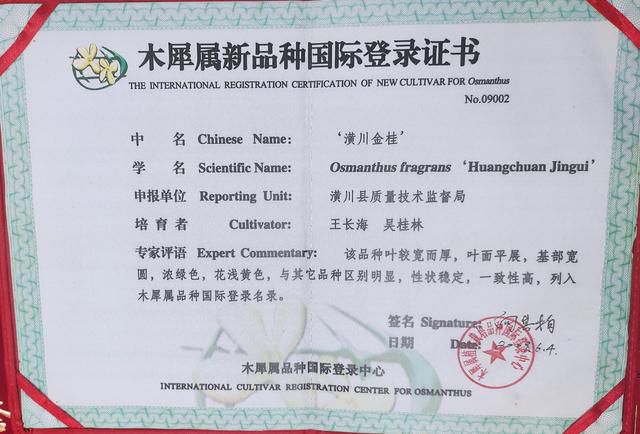 木犀属新品种国际登录证书
THE INTERNATIONAL REGISTRATION CERTIFICATION OF NEW CULTIVAR FOR Osmanthus
No.09002
中 名 Chinese Name: ‘潢川金桂’
学 名 Scientific Name: Osmanthus fragrans ‘Huangchuan Jingui’
申报单位 Reporting Unit: 潢川县质量技术监督局
培育者 Cultivator: 王长海 吴桂林
专家评语 Expert Commentary: 该品种叶较宽而厚，叶面平展，基部宽
圆，浓绿色，花浅黄色，与其它品种区别明显，性状稳定，一致性高，列入
木犀属品种国际登录名录。
签名 Signature:
日期 Date:
木犀属品种国际登录中心
INTERNATIONAL CULTIVAR REGISTRATION CENTER FOR OSMANTHUS